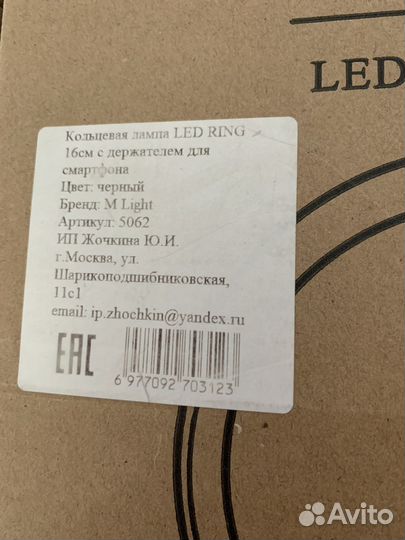 LED
Кольцевая лампа LED RING
16см с держателем для
смартфона
Цвет: черный
Бренд: M Light
Артикул: 5062
ИП Жочкина Ю.И.
г.Москва, ул.
Шарикоподшибниковская,
11с1
email: ip.zhochkin@yandex.ru
EAC
6 977092 703123
Avito